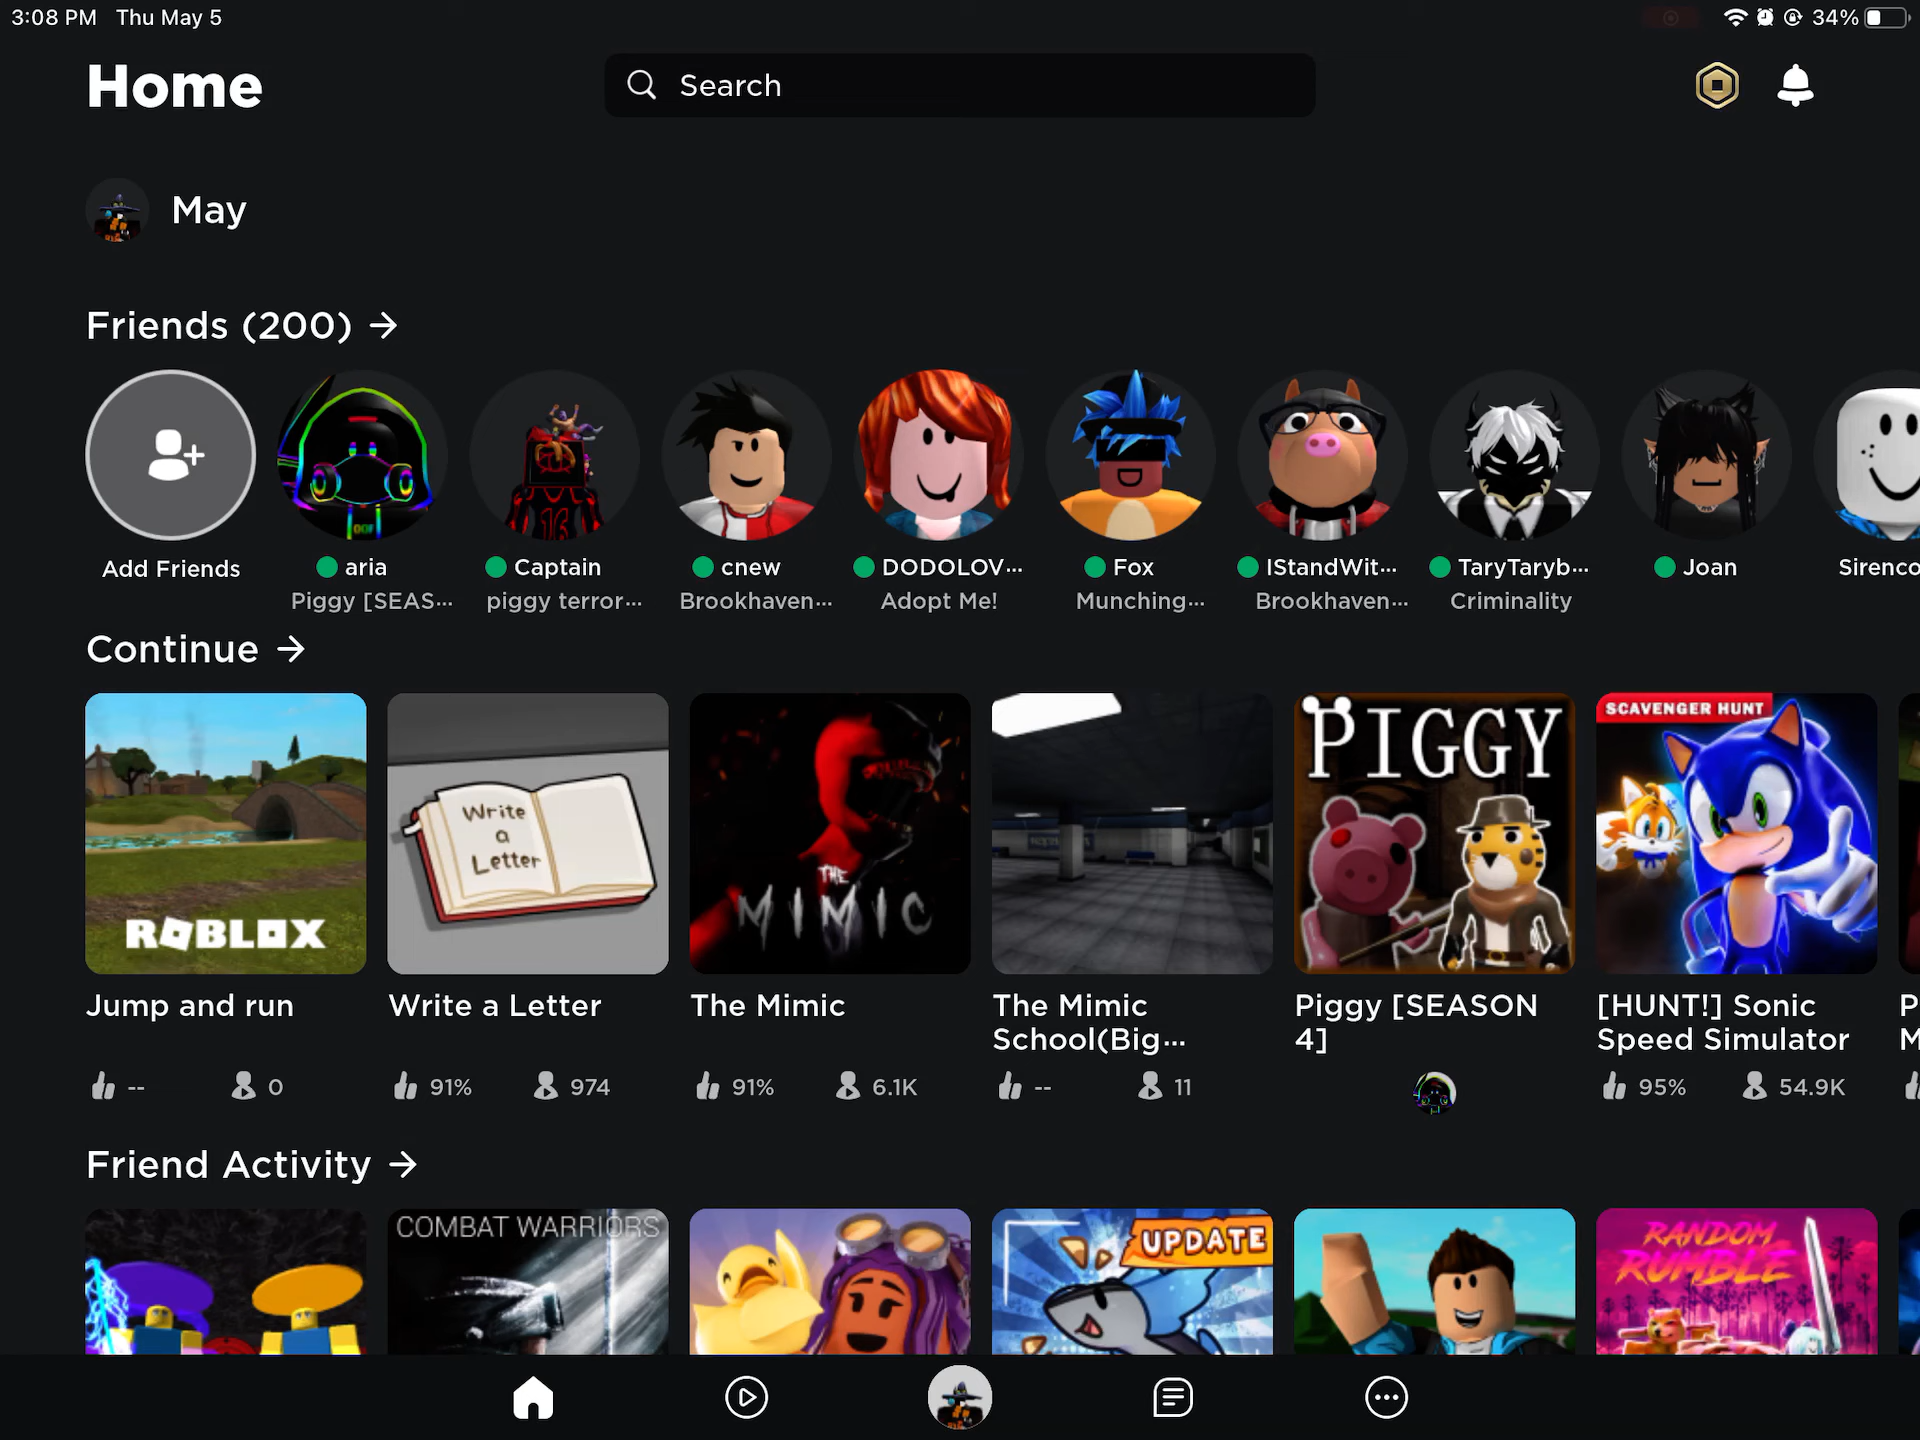 3:08 PM Thu May 5
34%
Home
Search
May
Friends (200)
Add Friends
aria
Piggy [SEAS...
Captain
piggy terror...
cnew
Brookhaven...
DODOLOV...
Adopt Me!
Fox
Munching...
IStandWit...
Brookhaven...
TaryTaryb...
Criminality
Joan
Sirenco
OOF
Continue
ROBLOX
Write
a
Letter
THE
MIMIC
PIGGY
SCAVENGER HUNT
Jump and run
-- 0
Write a Letter
91% 974
The Mimic
91% 6.1K
The Mimic
School(Big...
-- 11
Piggy [SEASON
4]
[HUNT!] Sonic
Speed Simulator
95% 54.9K
P
M
Friend Activity
COMBAT WARRIORS
UPDATE
RANDOM
RUMBLE